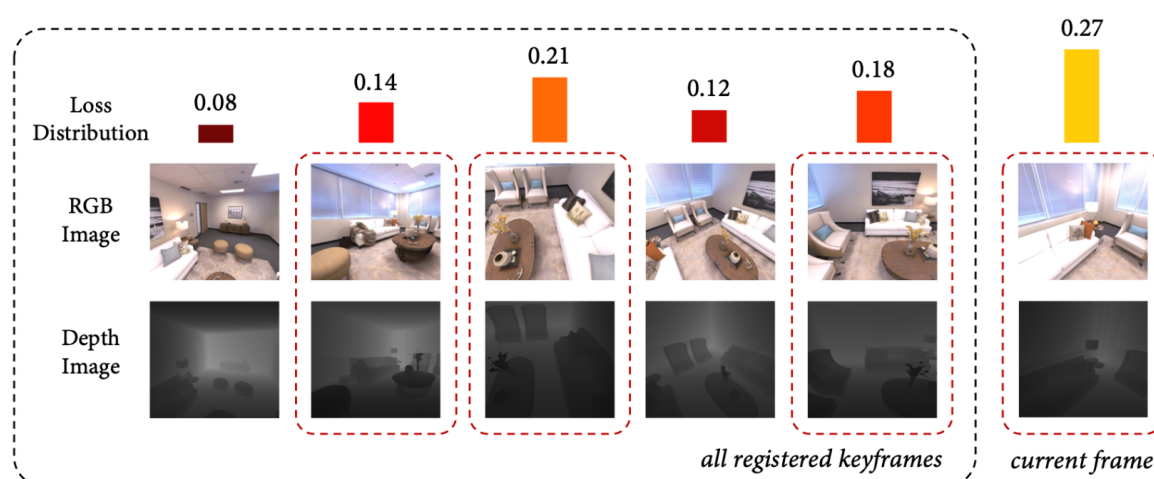 0.27
0.21
0.18
0.14
0.12
0.08
Loss
Distribution
RGB
Image
Depth
Image
all registered keyframes
current frame